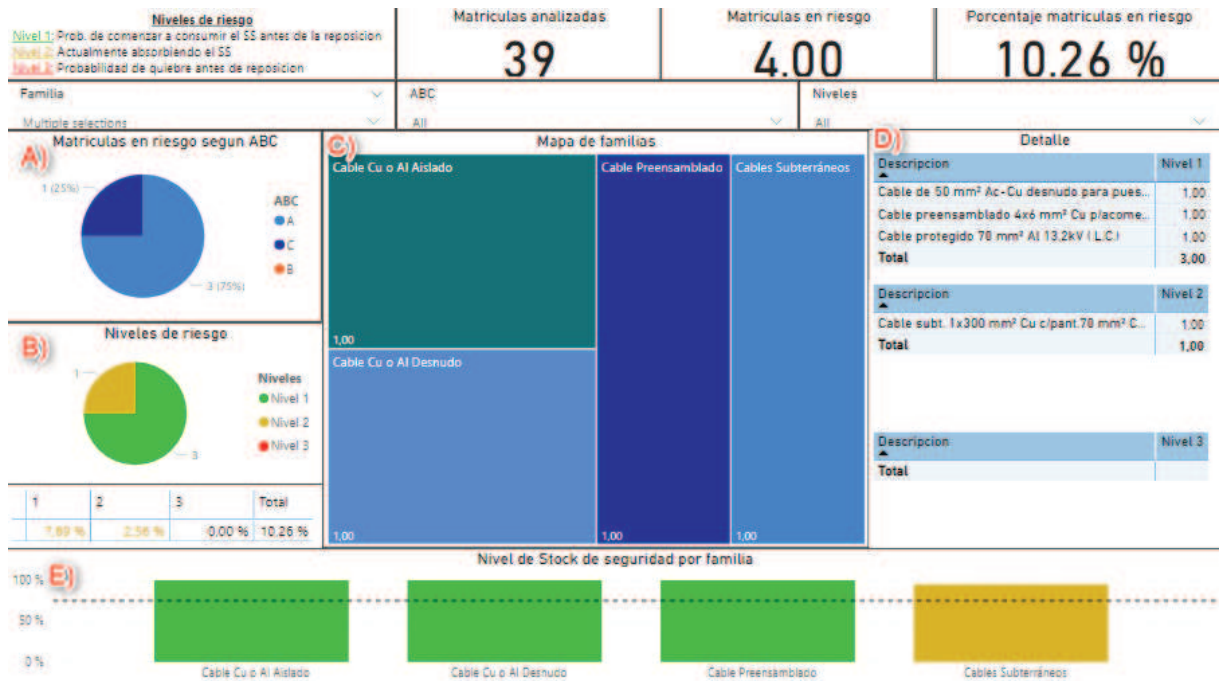 Niveles de riesgo
Nivel 1: Prob. de comenzar a consumir el SS antes de la reposicion
Nivel 2: Actualmente absorbiendo el SS
Nivel 3: Probabilidad de quiebre antes de reposicion
Matriculas analizadas
39
Matriculas en riesgo
4.00
Porcentaje matriculas en riesgo
10.26 %
Familia
Multiple selections
ABC
All
Niveles
All
A)
Matriculas en riesgo segun ABC
1 (25%)
3 (75%)
ABC
A
C
B
B)
Niveles de riesgo
1
3
Niveles
Nivel 1
Nivel 2
Nivel 3
1 2 3 Total
7,69 % 2,56 % 0,00 % 10,26 %
C)
Mapa de familias
Cable Cu o Al Aislado
1,00
Cable Cu o Al Desnudo
1,00
Cable Preensamblado
1,00
Cables Subterráneos
1,00
D)
Detalle
Descripcion Nivel 1
Cable de 50 mm² Ac-Cu desnudo para pues... 1,00
Cable preensamblado 4x6 mm² Cu p/acome... 1,00
Cable protegido 70 mm² Al 13,2kV (L.C.) 1,00
Total 3,00
Descripcion Nivel 2
Cable subt. 1x300 mm² Cu c/pant.70 mm² C... 1,00
Total 1,00
Descripcion Nivel 3
Total
E)
Nivel de Stock de seguridad por familia
100 %
50 %
0 %
Cable Cu o Al Aislado
Cable Cu o Al Desnudo
Cable Preensamblado
Cables Subterráneos